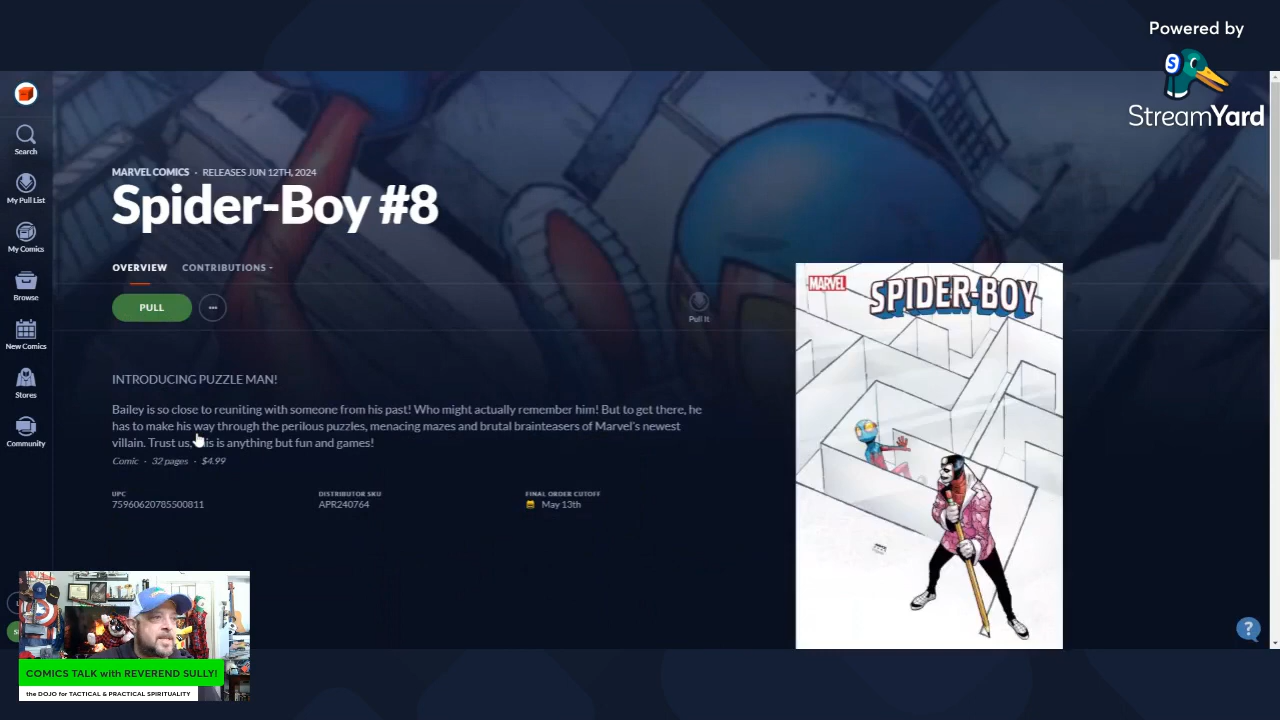 Powered by
StreamYard
Search
My Pull List
My Comics
Browse
New Comics
Stores
Community
MARVEL COMICS · RELEASES JUN 12TH, 2024
Spider-Boy #8
OVERVIEW CONTRIBUTIONS
PULL
Pull It
INTRODUCING PUZZLE MAN!
Bailey is so close to reuniting with someone from his past! Who might actually remember him! But to get there, he
has to make his way through the perilous puzzles, menacing mazes and brutal brainteasers of Marvel's newest
villain. Trust us, this is anything but fun and games!
Comic · 32 pages · $4.99
UPC
75960620785500811
DISTRIBUTOR SKU
APR240764
FINAL ORDER CUTOFF
May 13th
MARVEL
SPIDER-BOY
COMICS TALK with REVEREND SULLY!
the DOJO for TACTICAL & PRACTICAL SPIRITUALITY